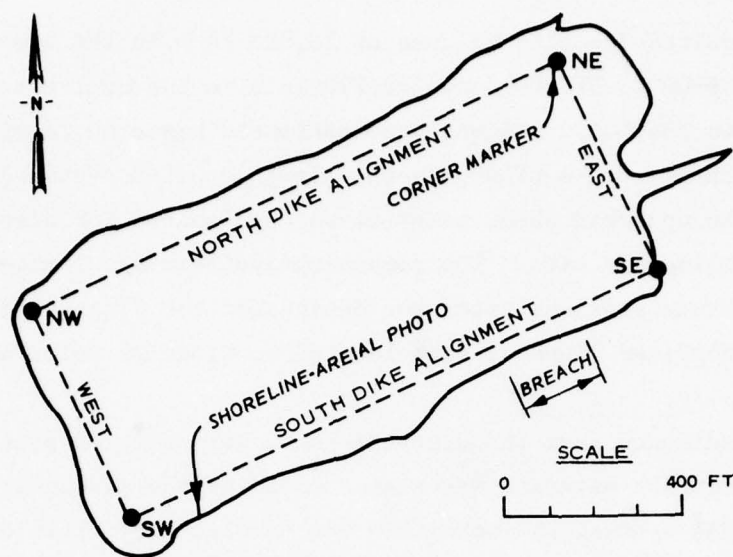 N
NE
CORNER MARKER
NORTH DIKE ALIGNMENT
EAST
SE
NW
SHORELINE-AREIAL PHOTO
SOUTH DIKE ALIGNMENT
WEST
BREACH
SCALE
0 400 FT
SW